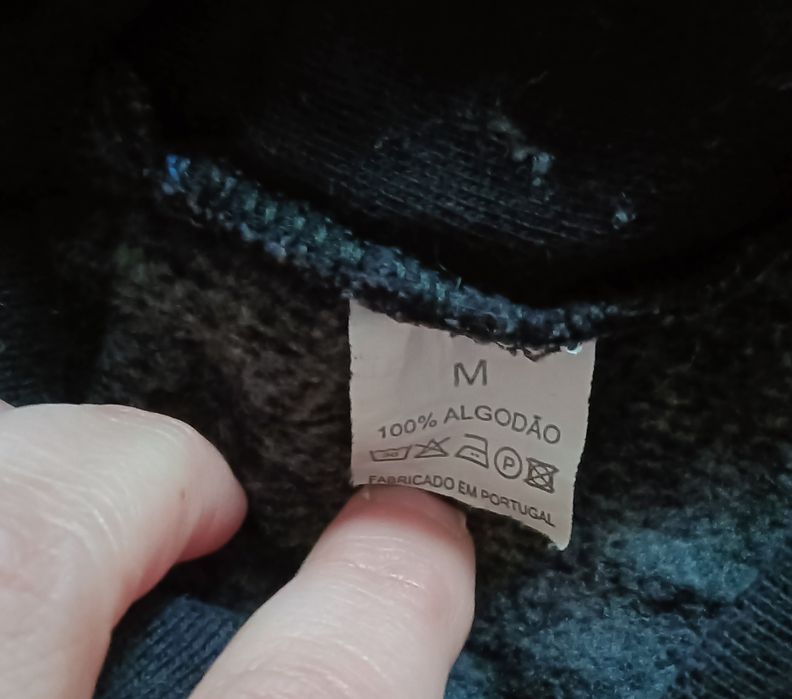 M
100% ALGODÃO
P
FABRICADO EM PORTUGAL